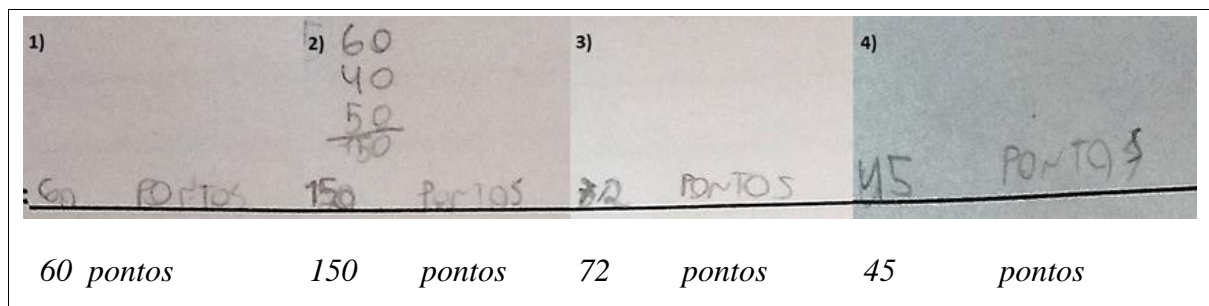 1) 2) 60 3) 4)
40
50
150
60 PONTOS 150 PONTOS 72 PONTOS 45 PONTOS
60 pontos 150 pontos 72 pontos 45 pontos